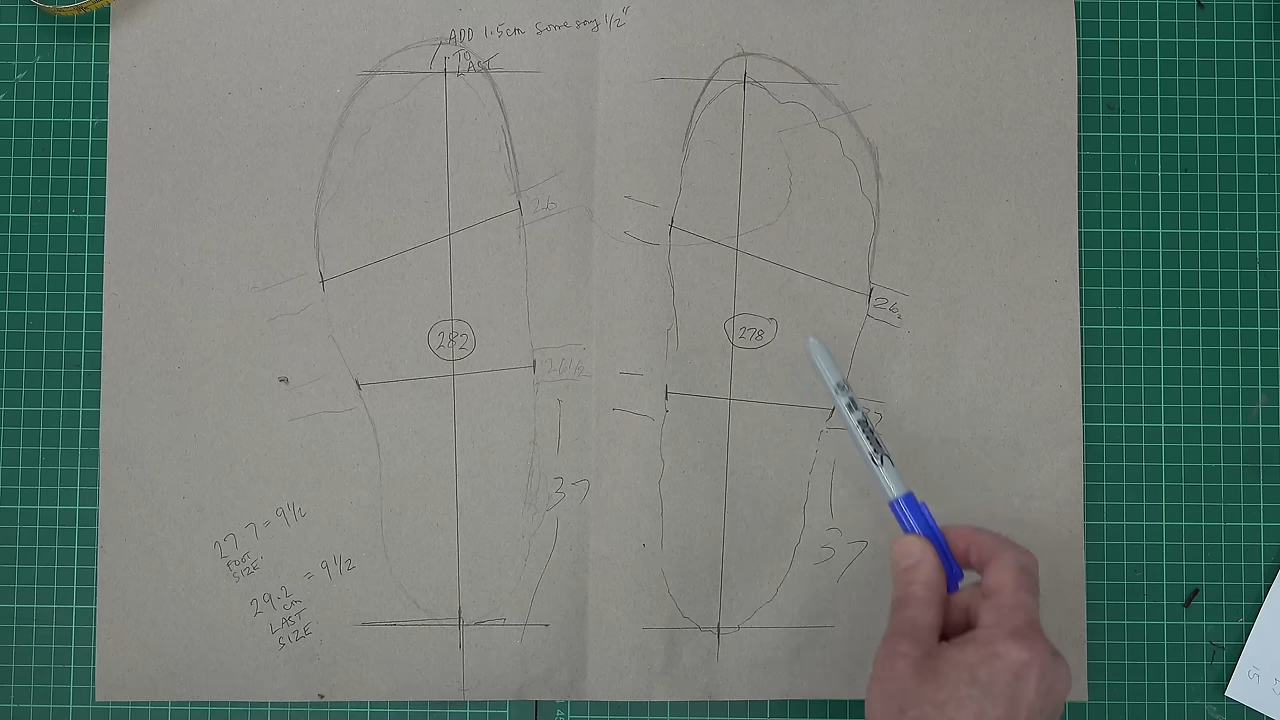 ADD 1.5cm some say 1/2"
TO
LAST
26
26
282
278
26 1/2
37
37
27.7 = 9 1/2
FOOT
SIZE
29.2 = 9 1/2
cm
LAST
SIZE